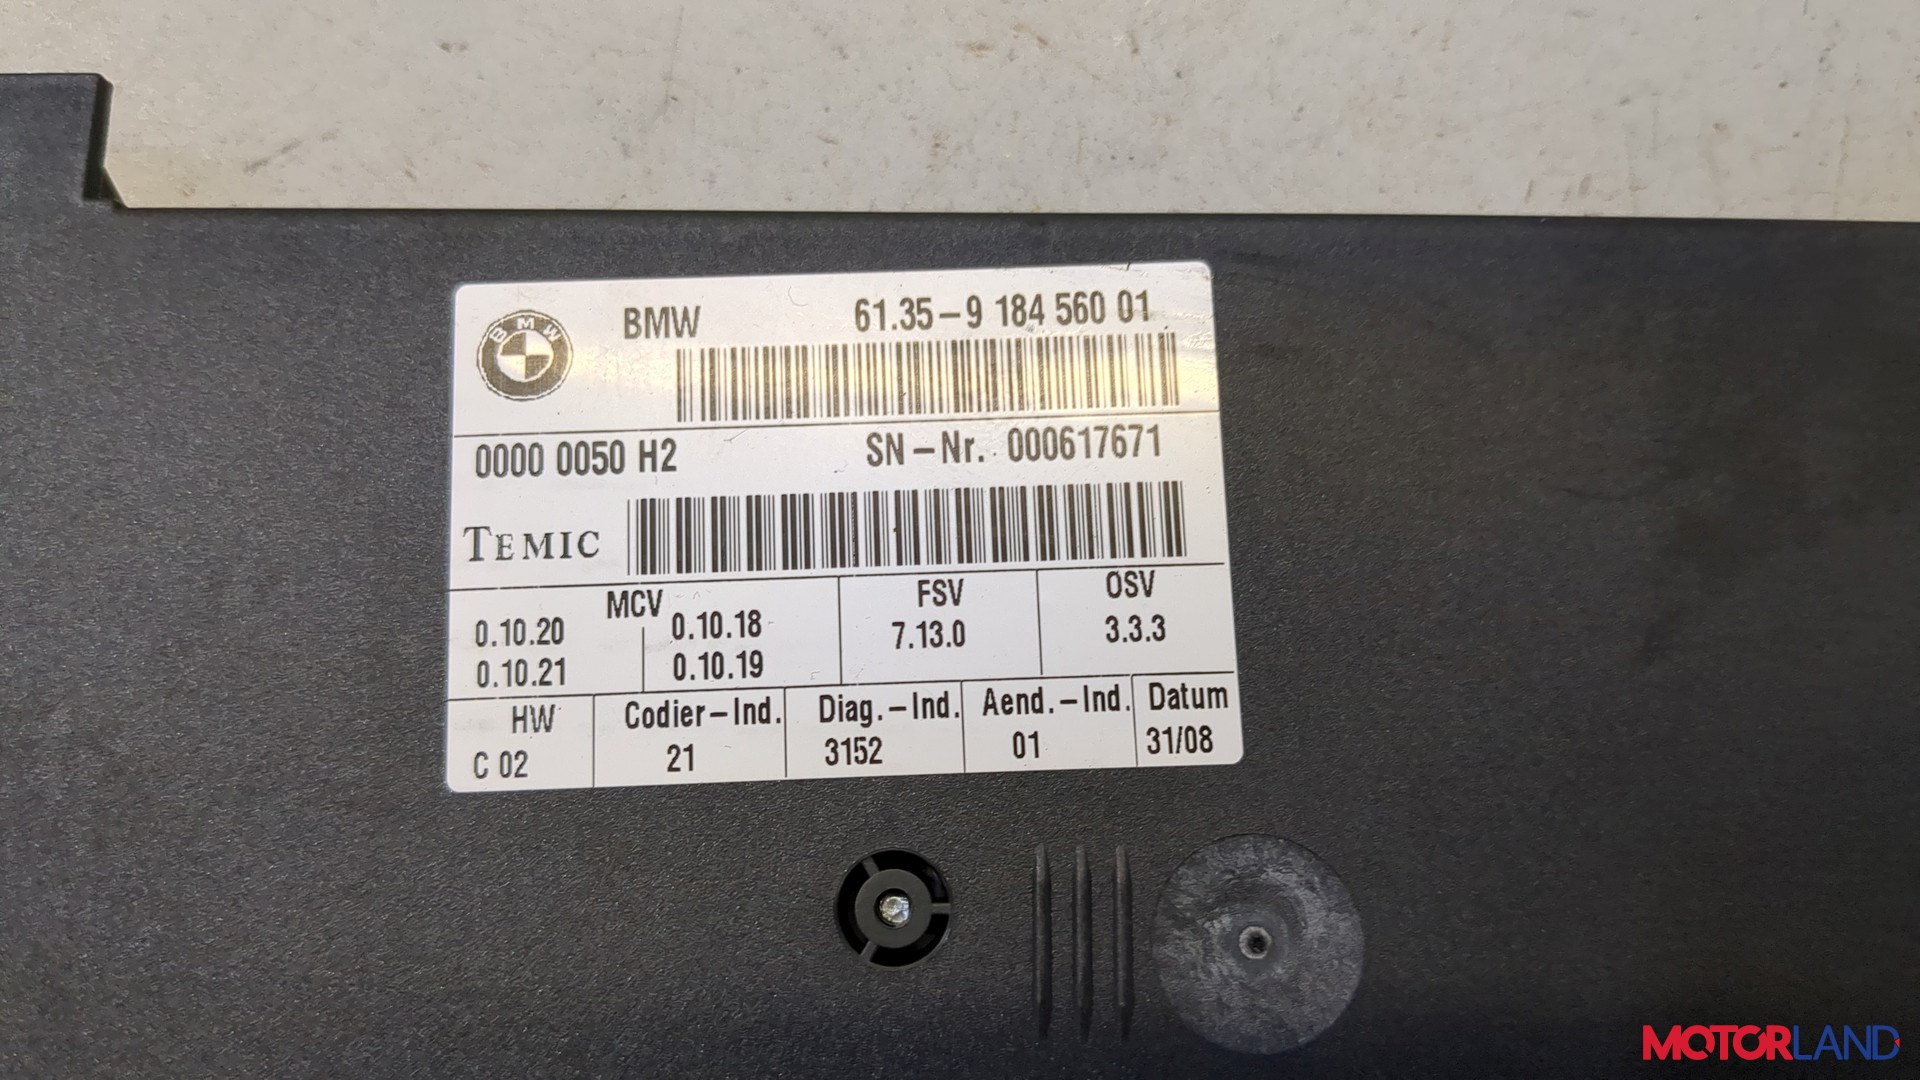 BMW
BMW 61.35-9 184 560 01
0000 0050 H2 SN-Nr. 000617671
TEMIC
MCV FSV OSV
0.10.20 0.10.18 7.13.0 3.3.3
0.10.21 0.10.19
HW Codier-Ind. Diag.-Ind. Aend.-Ind. Datum
C 02 21 3152 01 31/08
MOTORLAND